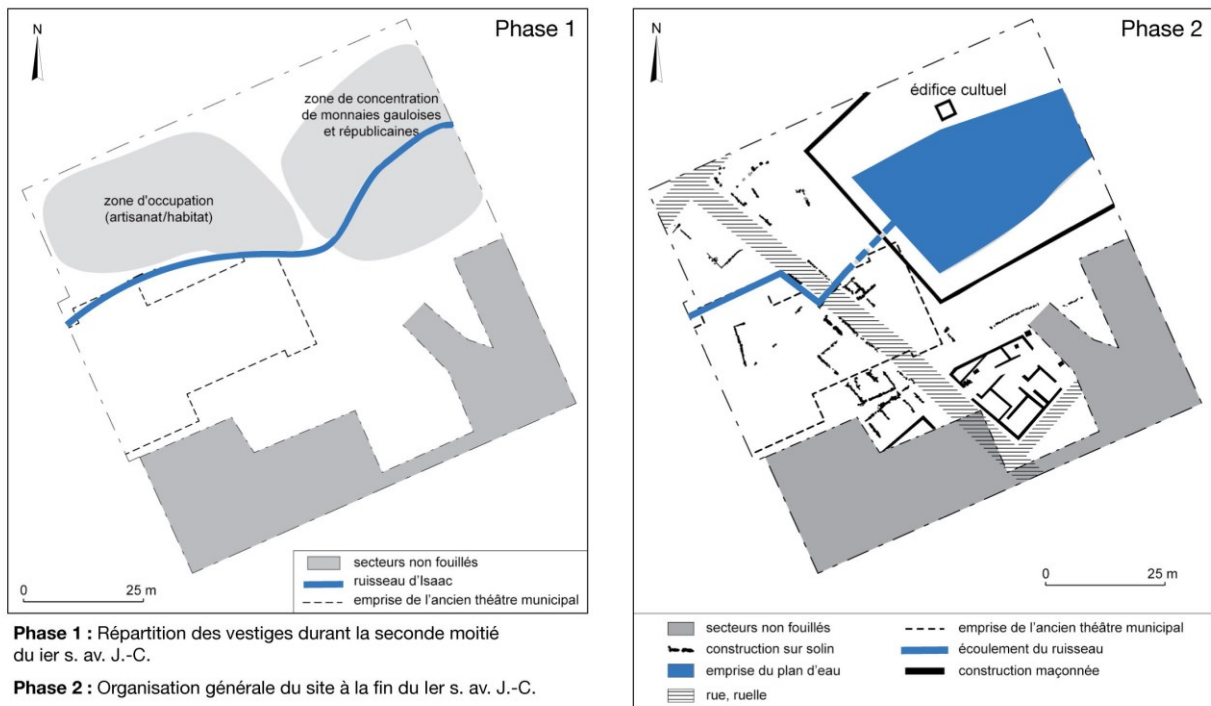 Phase 1
N
zone de concentration
de monnaies gauloises
et républicaines
zone d'occupation
(artisanat/habitat)
secteurs non fouillés
ruisseau d'Isaac
emprise de l'ancien théâtre municipal
0 25 m
Phase 1 : Répartition des vestiges durant la seconde moitié
du ier s. av. J.-C.
Phase 2 : Organisation générale du site à la fin du Ier s. av. J.-C.
Phase 2
N
édifice cultuel
0 25 m
secteurs non fouillés
construction sur solin
emprise du plan d'eau
rue, ruelle
emprise de l'ancien théâtre municipal
écoulement du ruisseau
construction maçonnée